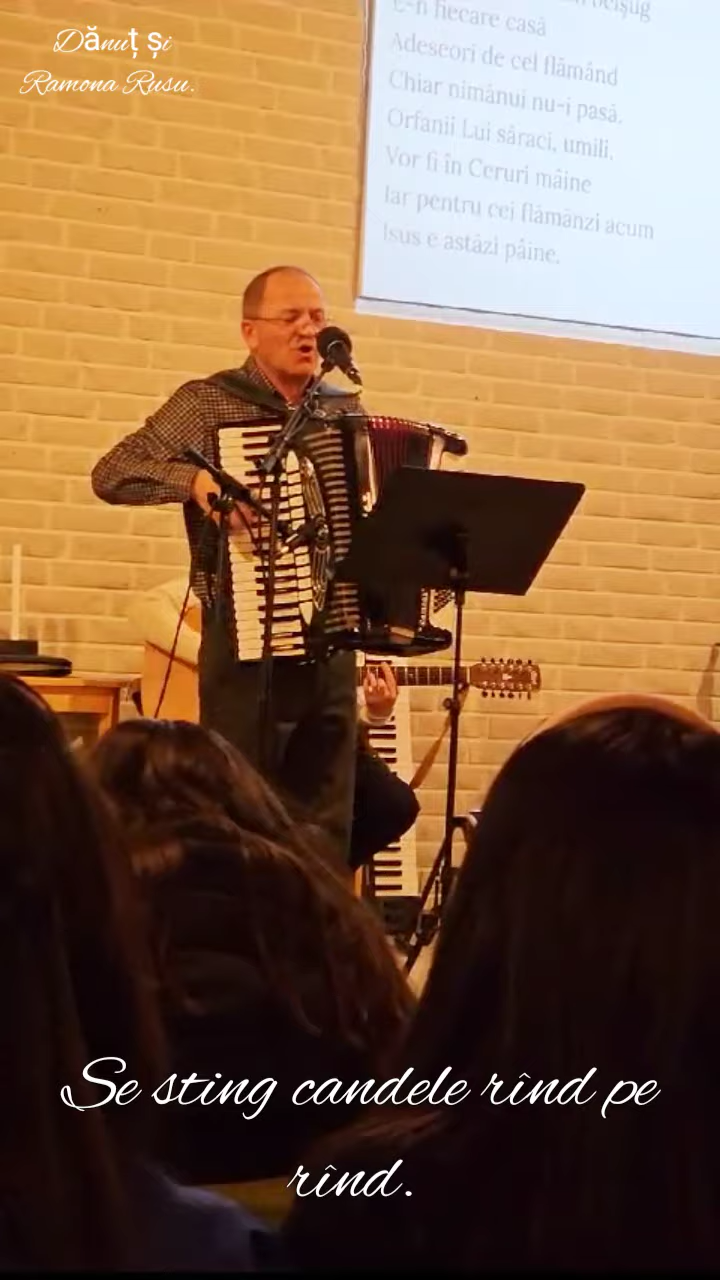 Dănuț și
Ramona Rusu.
E-n fiecare casă
Adeseori de cel flămând
Chiar nimănui nu-i pasă.
Orfanii Lui săraci, umili,
Vor fi în Ceruri mâine
Iar pentru cei flămânzi acum
Isus e astăzi pâine.
Se sting candele rînd pe
rînd.